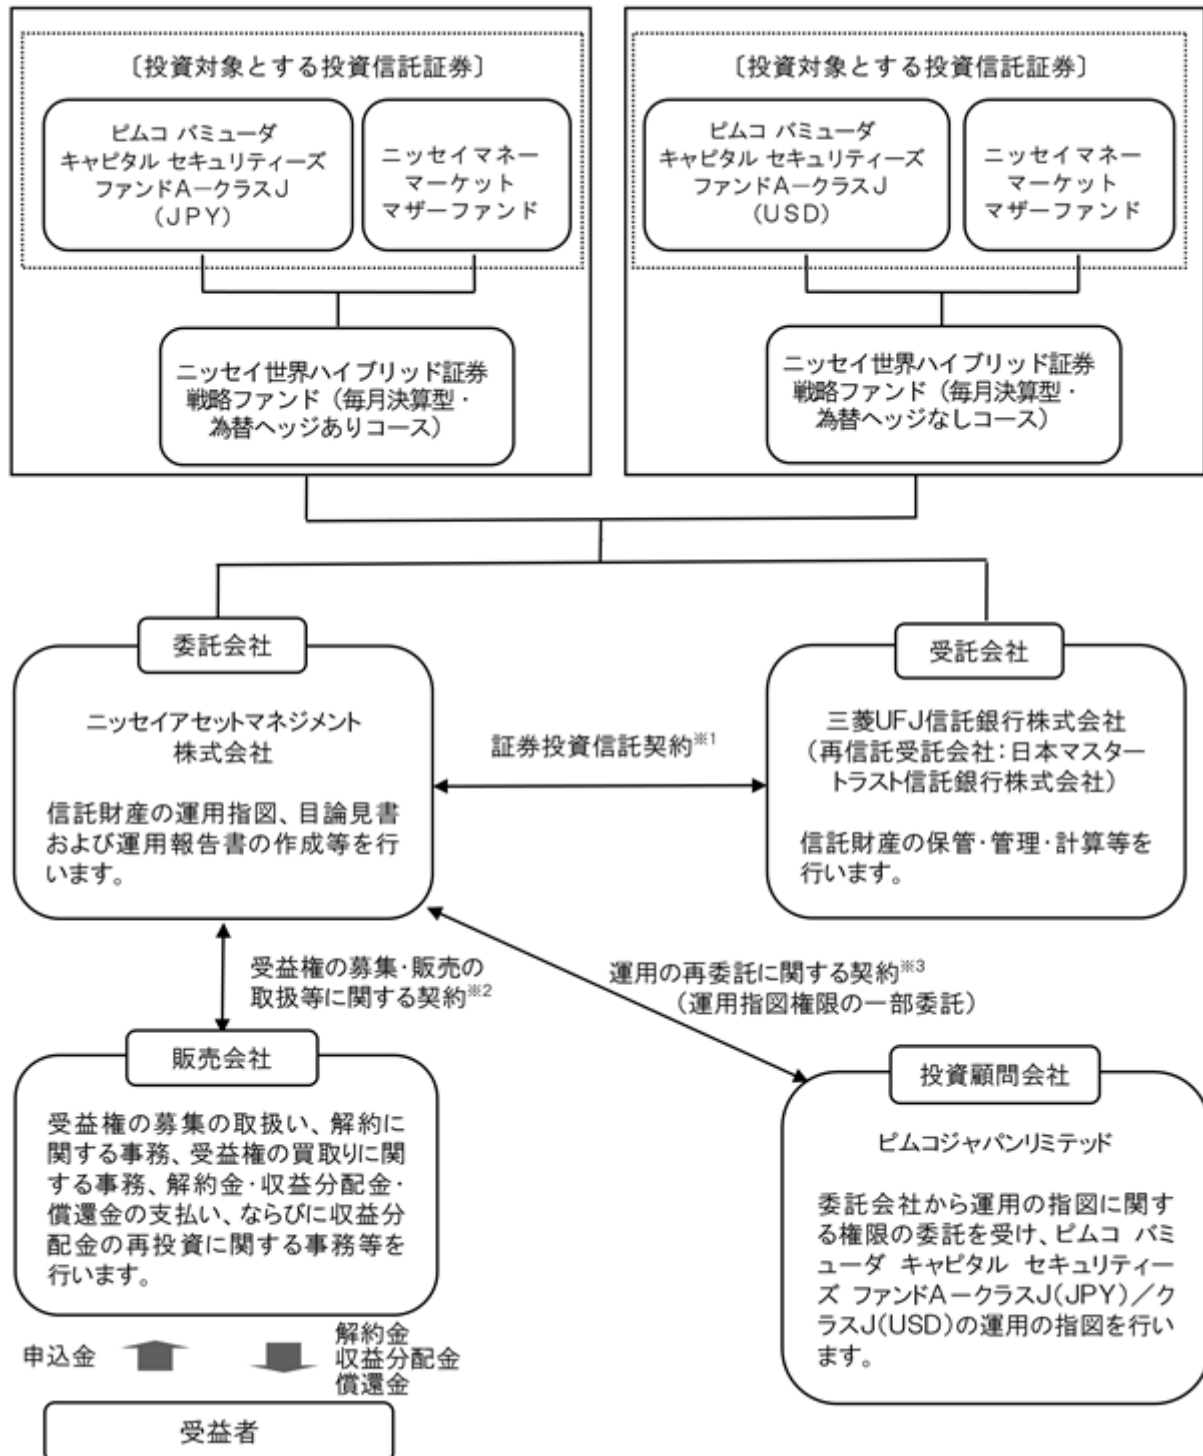 〔投資対象とする投資信託証券〕
ピムコ バミューダ
キャピタル セキュリティーズ
ファンドA－クラスJ
(JPY)
ニッセイマネー
マーケット
マザーファンド
ニッセイ世界ハイブリッド証券
戦略ファンド（毎月決算型・
為替ヘッジありコース）
〔投資対象とする投資信託証券〕
ピムコ バミューダ
キャピタル セキュリティーズ
ファンドA－クラスJ
(USD)
ニッセイマネー
マーケット
マザーファンド
ニッセイ世界ハイブリッド証券
戦略ファンド（毎月決算型・
為替ヘッジなしコース）
委託会社
ニッセイアセットマネジメント
株式会社
信託財産の運用指図、目論見書
および運用報告書の作成等を行
います。
証券投資信託契約※1
受託会社
三菱UFJ信託銀行株式会社
（再信託受託会社：日本マスター
トラスト信託銀行株式会社）
信託財産の保管・管理・計算等を
行います。
受益権の募集・販売の
取扱等に関する契約※2
運用の再委託に関する契約※3
（運用指図権限の一部委託）
販売会社
受益権の募集の取扱い、解約に
関する事務、受益権の買取りに関
する事務、解約金・収益分配金・
償還金の支払い、ならびに収益分
配金の再投資に関する事務等を
行います。
投資顧問会社
ピムコジャパンリミテッド
委託会社から運用の指図に関す
る権限の委託を受け、ピムコ バミ
ューダ キャピタル セキュリティー
ズ ファンドA－クラスJ(JPY)／ク
ラスJ(USD)の運用の指図を行い
ます。
申込金
解約金
収益分配金
償還金
受益者